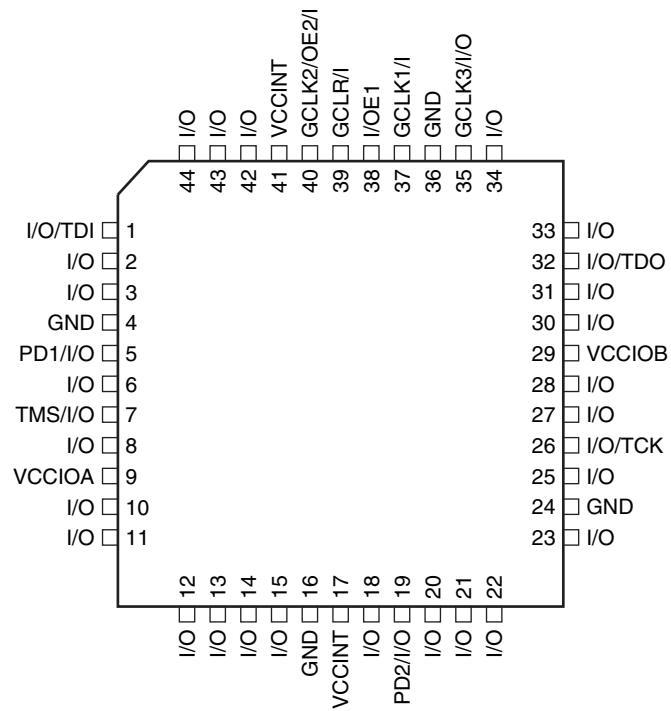 I/O
I/O
I/O
VCCINT
GCLK2/OE2/I
GCLR/I
I/OE1
GCLK1/I
GND
GCLK3/I/O
I/O
44
43
42
41
40
39
38
37
36
35
34
I/O/TDI 1
I/O 2
I/O 3
GND 4
PD1/I/O 5
I/O 6
TMS/I/O 7
I/O 8
VCCIOA 9
I/O 10
I/O 11
33 I/O
32 I/O/TDO
31 I/O
30 I/O
29 VCCIOB
28 I/O
27 I/O
26 I/O/TCK
25 I/O
24 GND
23 I/O
12
13
14
15
16
17
18
19
20
21
22
I/O
I/O
I/O
I/O
GND
VCCINT
I/O
PD2/I/O
I/O
I/O
I/O